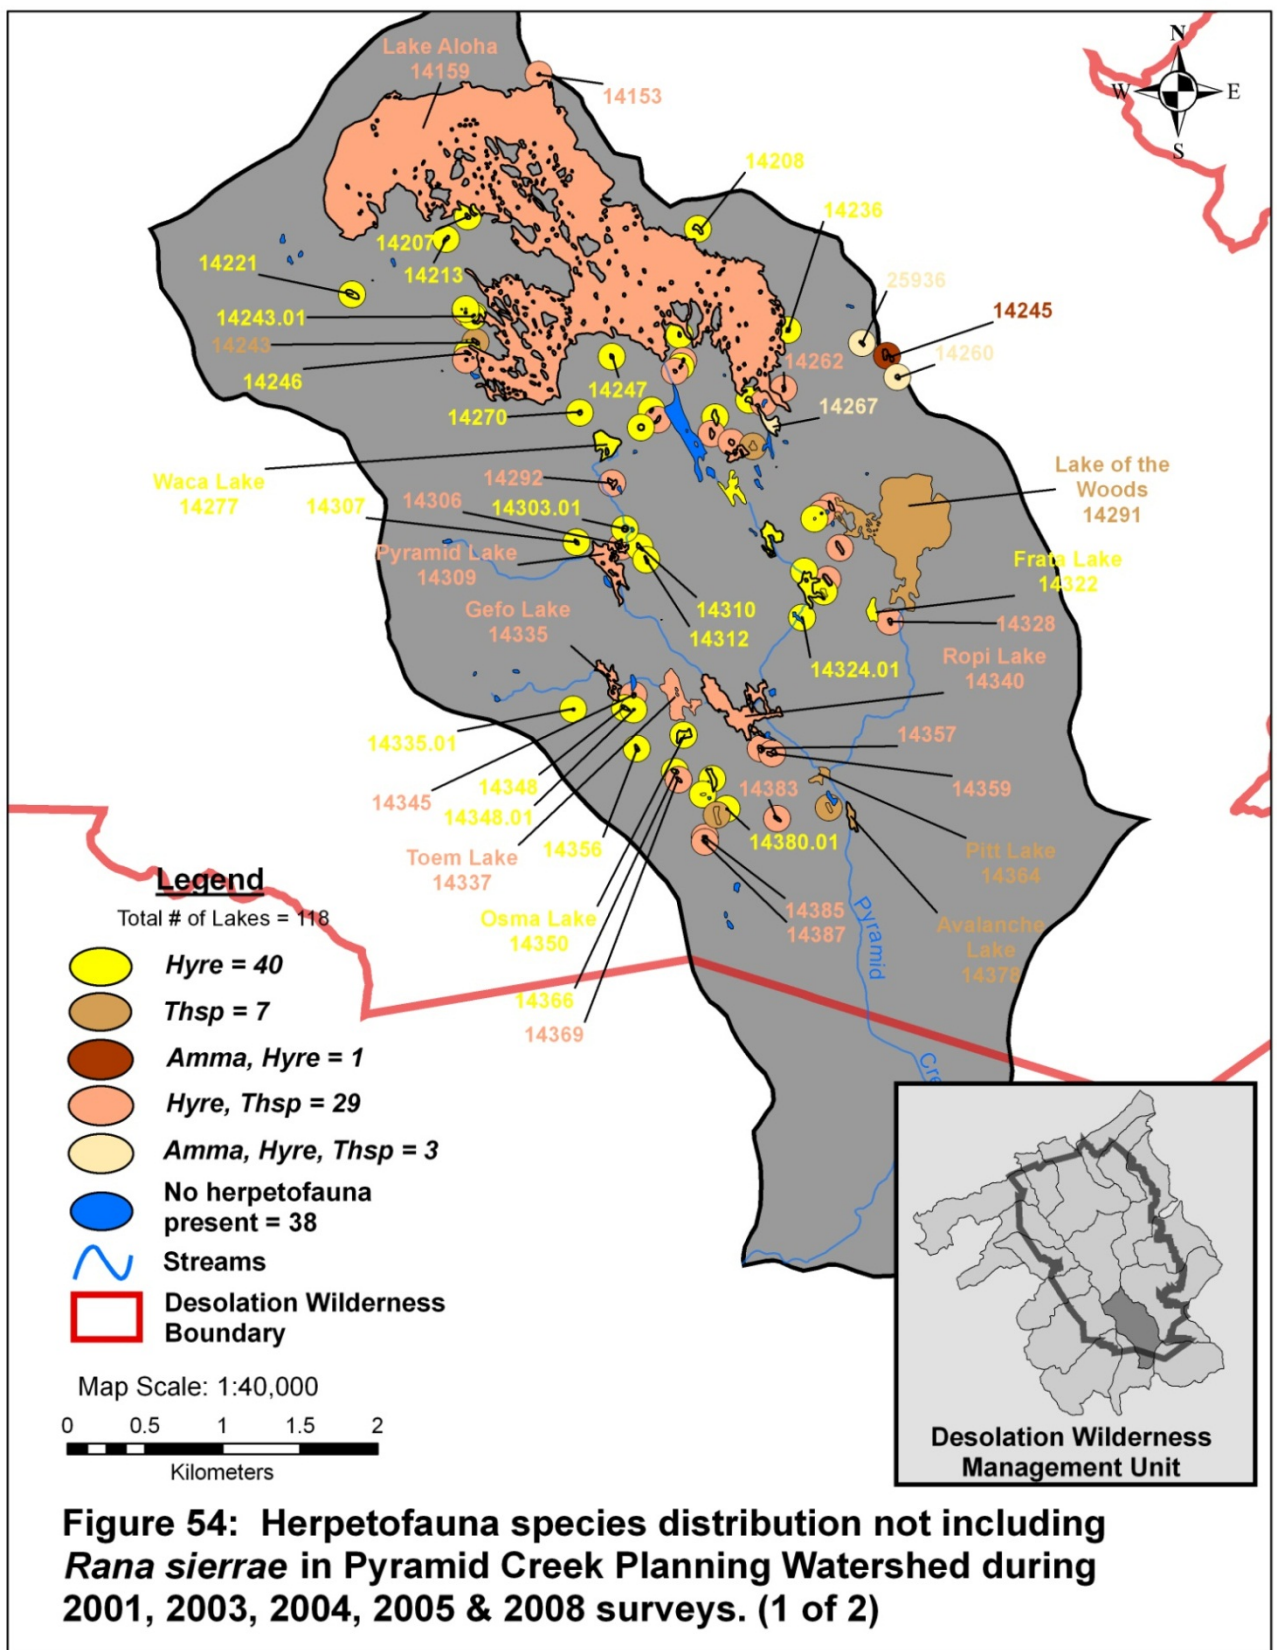 N
W E
S
Lake Aloha
14159
14153
14208
14236
14207
14213
14221
14243.01
14243
14246
25936
14245
14260
14262
14247
14267
14270
Waca Lake
14277
14292
14306
14303.01
14307
Lake of the
Woods
14291
Pyramid Lake
14309
Frata Lake
14322
14310
14312
Gefo Lake
14335
14328
14324.01
Ropi Lake
14340
14335.01
14357
14345
14348
14348.01
14359
14383
14356
14380.01
Toem Lake
14337
Pitt Lake
14364
Osma Lake
14350
14385
14387
Avalanche
Lake
14378
14366
14369
Pyramid
Cre
Legend
Total # of Lakes = 118
Hyre = 40
Thsp = 7
Amma, Hyre = 1
Hyre, Thsp = 29
Amma, Hyre, Thsp = 3
No herpetofauna
present = 38
Streams
Desolation Wilderness
Boundary
Map Scale: 1:40,000
0 0.5 1 1.5 2
Kilometers
Desolation Wilderness
Management Unit
Figure 54: Herpetofauna species distribution not including
Rana sierrae in Pyramid Creek Planning Watershed during
2001, 2003, 2004, 2005 & 2008 surveys. (1 of 2)